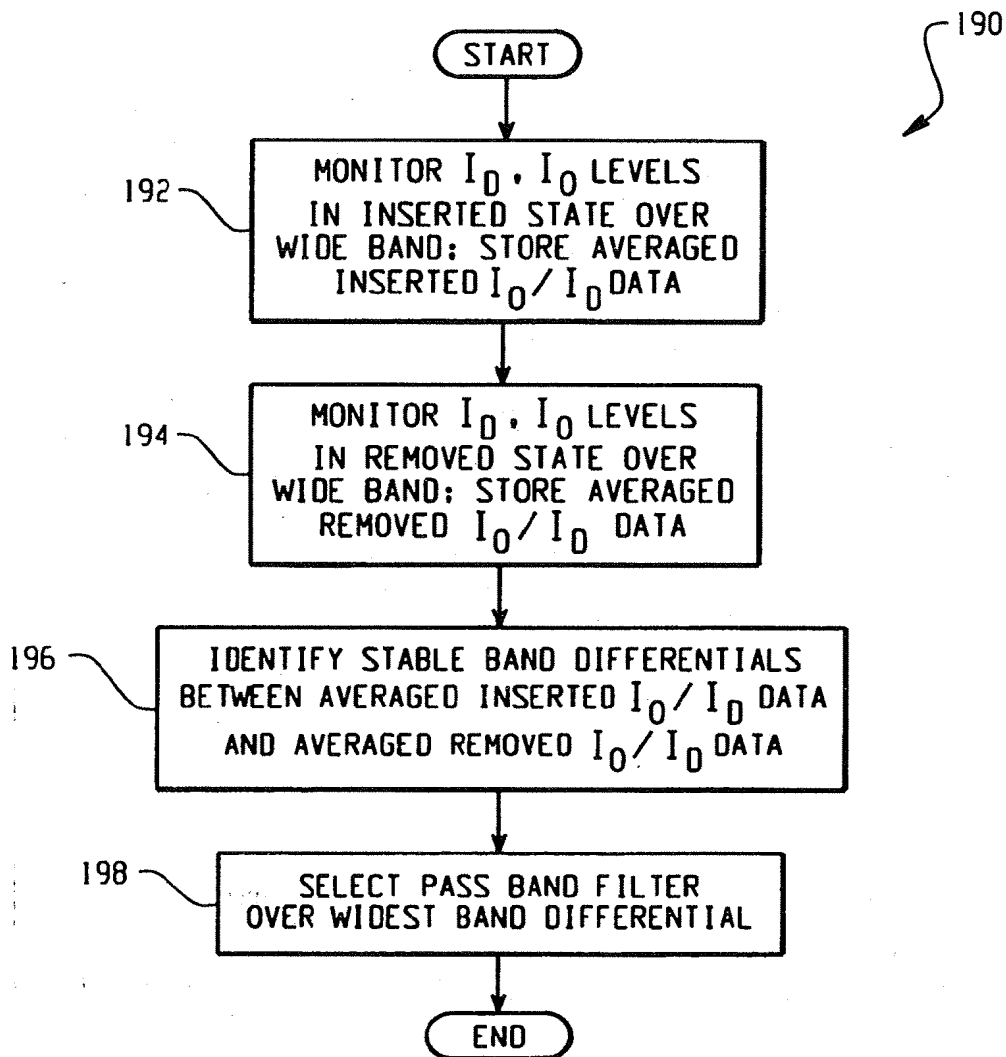 190
START
192
MONITOR I_D, I_O LEVELS
IN INSERTED STATE OVER
WIDE BAND; STORE AVERAGED
INSERTED I_O/I_D DATA
194
MONITOR I_D, I_O LEVELS
IN REMOVED STATE OVER
WIDE BAND; STORE AVERAGED
REMOVED I_O/I_D DATA
196
IDENTIFY STABLE BAND DIFFERENTIALS
BETWEEN AVERAGED INSERTED I_O/I_D DATA
AND AVERAGED REMOVED I_O/I_D DATA
198
SELECT PASS BAND FILTER
OVER WIDEST BAND DIFFERENTIAL
END